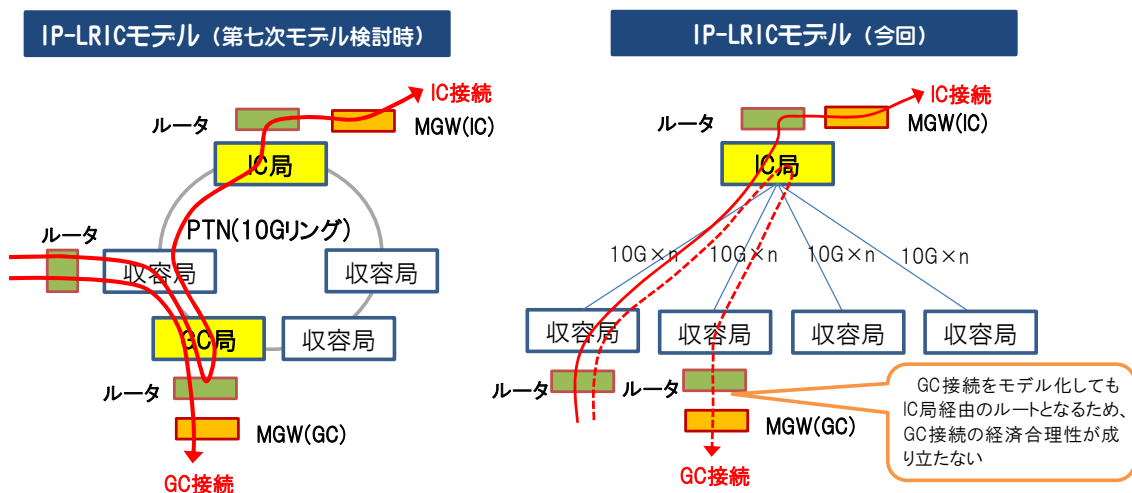 IP-LRICモデル（第七次モデル検討時）
IC接続
ルータ
MGW(IC)
IC局
PTN(10Gリング)
ルータ
収容局
収容局
GC局
収容局
ルータ
MGW(GC)
GC接続
IP-LRICモデル（今回）
IC接続
ルータ
MGW(IC)
IC局
10G×n
10G×n
10G×n
10G×n
収容局
収容局
収容局
収容局
ルータ
ルータ
MGW(GC)
GC接続
GC接続をモデル化しても
IC局経由のルートとなるため、
GC接続の経済合理性が成
り立たない